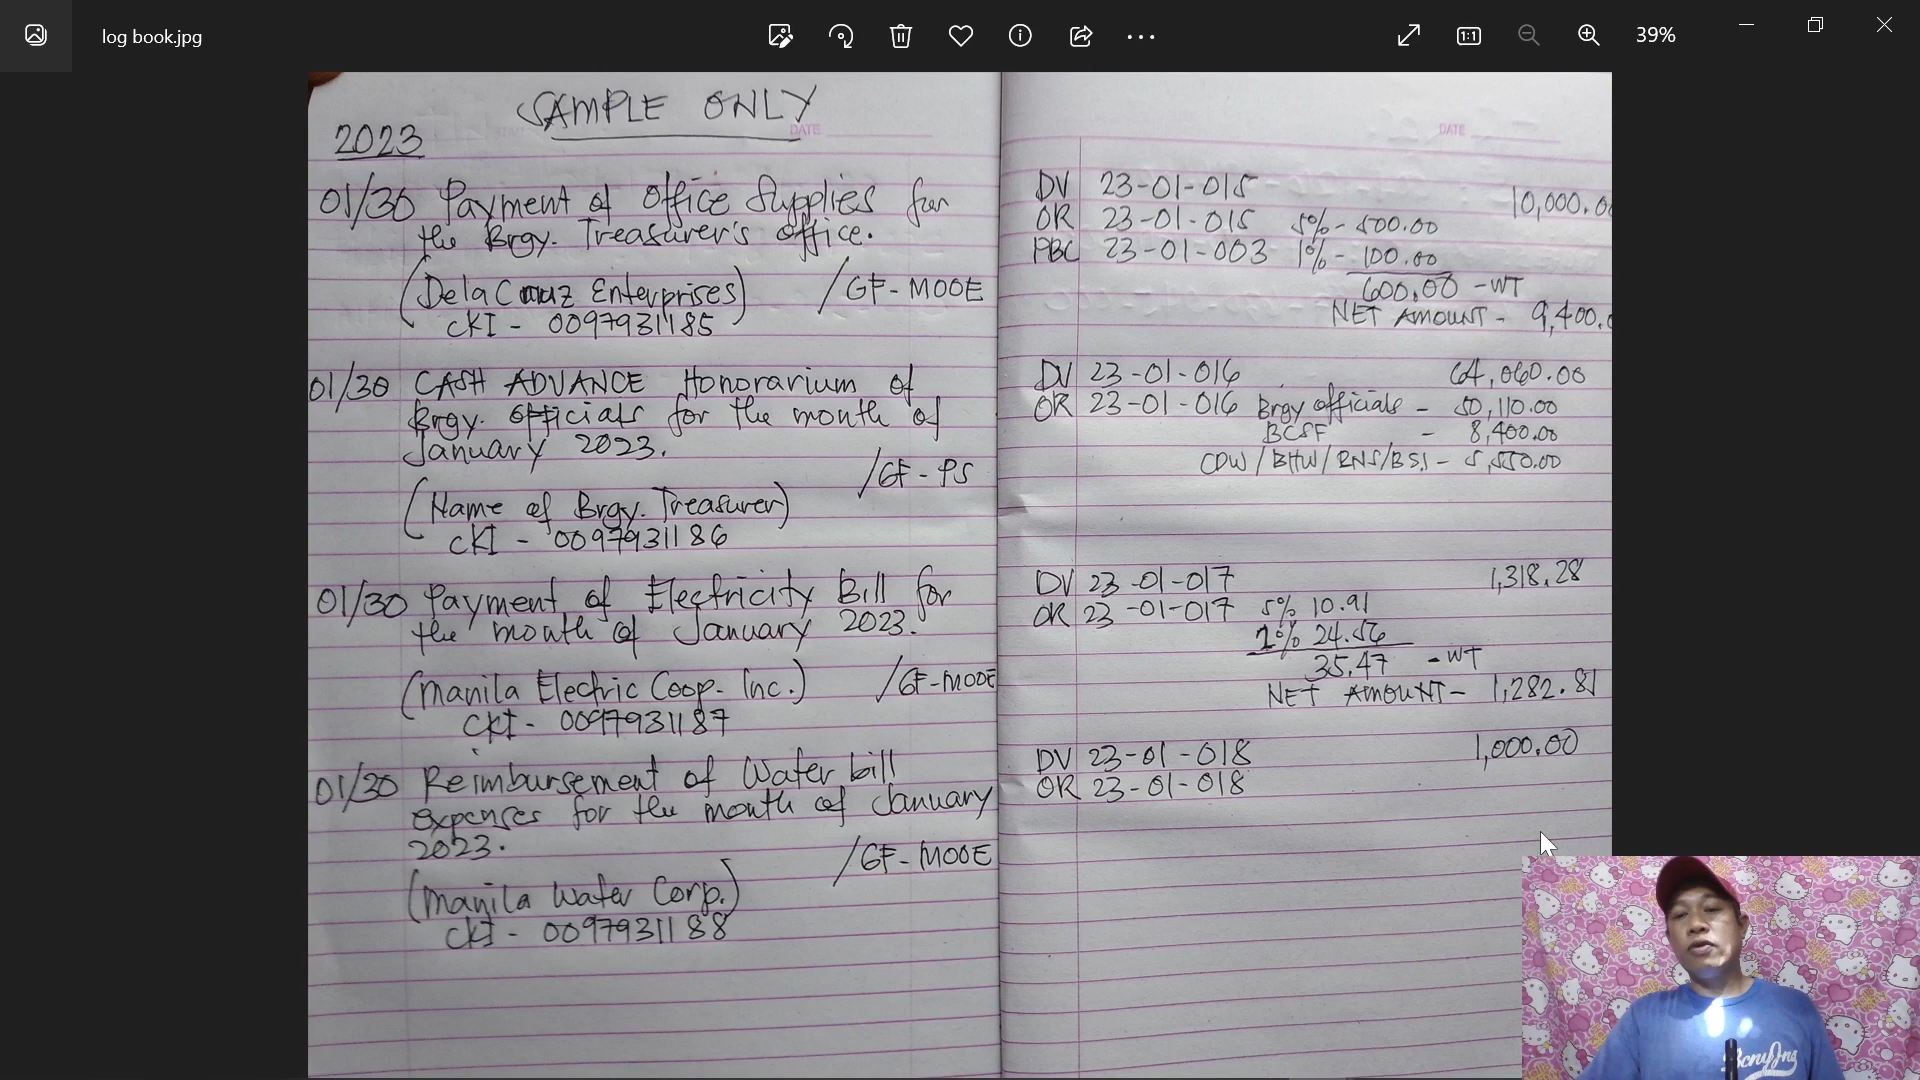 log book.jpg
39%
SAMPLE ONLY
DATE
2023
01/30 Payment of Office Supplies for
the Brgy. Treasurer's office.
(Dela Cruz Enterprises) /GF-MOOE
CKI - 0097931185
01/30 CASH ADVANCE Honorarium of
Brgy. Officials for the month of
January 2023.
/GF-PS
(Name of Brgy. Treasurer)
CKI - 0097931186
01/30 Payment of Electricity Bill for
the month of January 2023.
(Manila Electric Coop. Inc.) /GF-MOOE
CKI - 0097931187
01/30 Reimbursement of Water bill
expenses for the month of January
2023.
/GF-MOOE
(Manila Water Corp.)
CKI - 0097931188
DATE
DV 23-01-015 10,000.00
OR 23-01-015 5% - 500.00
PBC 23-01-003 1% - 100.00
600.00 - WT
NET AMOUNT - 9,400.0
DV 23-01-016 64,060.00
OR 23-01-016 Brgy officials - 50,110.00
BCSF - 8,400.00
CDW/BHW/BNS/BSI - 5,550.00
DV 23-01-017 1,318.28
OR 23-01-017 5% 10.91
2% 24.56
35.47 - WT
NET AMOUNT - 1,282.81
DV 23-01-018 1,000.00
OR 23-01-018